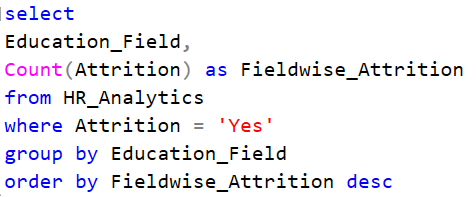 select
Education_Field,
Count(Attrition) as Fieldwise_Attrition
from HR_Analytics
where Attrition = 'Yes'
group by Education_Field
order by Fieldwise_Attrition desc